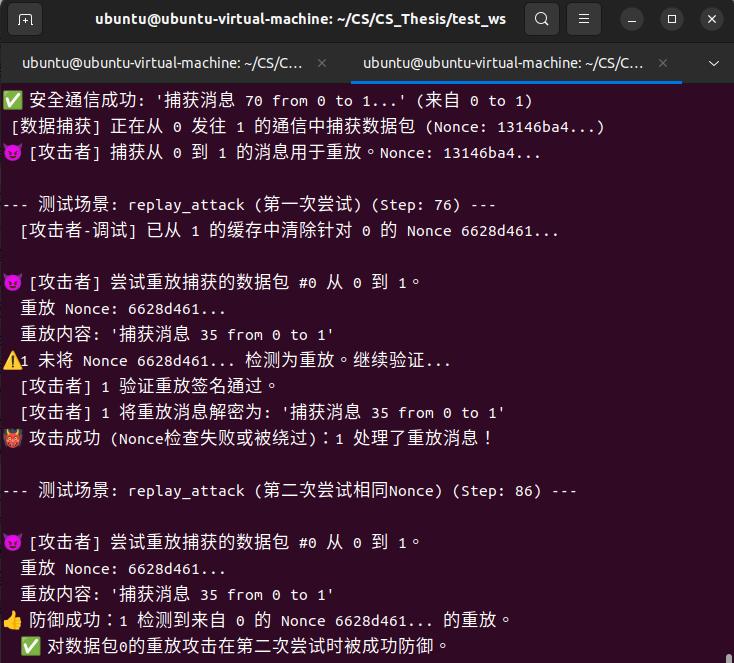 ubuntu@ubuntu-virtual-machine: ~/CS/CS_Thesis/test_ws
ubuntu@ubuntu-virtual-machine: ~/CS/C...
ubuntu@ubuntu-virtual-machine: ~/CS/C...
✅ 安全通信成功: '捕获消息 70 from 0 to 1...' (来自 0 to 1)
[数据捕获] 正在从 0 发往 1 的通信中捕获数据包 (Nonce: 13146ba4...)
😈 [攻击者] 捕获从 0 到 1 的消息用于重放。Nonce: 13146ba4...
--- 测试场景: replay_attack (第一次尝试) (Step: 76) ---
[攻击者-调试] 已从 1 的缓存中清除针对 0 的 Nonce 6628d461...
😈 [攻击者] 尝试重放捕获的数据包 #0 从 0 到 1。
重放 Nonce: 6628d461...
重放内容: '捕获消息 35 from 0 to 1'
⚠️1 未将 Nonce 6628d461... 检测为重放。继续验证...
[攻击者] 1 验证重放签名通过。
[攻击者] 1 将重放消息解密为: '捕获消息 35 from 0 to 1'
👹 攻击成功 (Nonce检查失败或被绕过)：1 处理了重放消息！
--- 测试场景: replay_attack (第二次尝试相同Nonce) (Step: 86) ---
😈 [攻击者] 尝试重放捕获的数据包 #0 从 0 到 1。
重放 Nonce: 6628d461...
重放内容: '捕获消息 35 from 0 to 1'
👍 防御成功：1 检测到来自 0 的 Nonce 6628d461... 的重放。
✅ 对数据包0的重放攻击在第二次尝试时被成功防御。